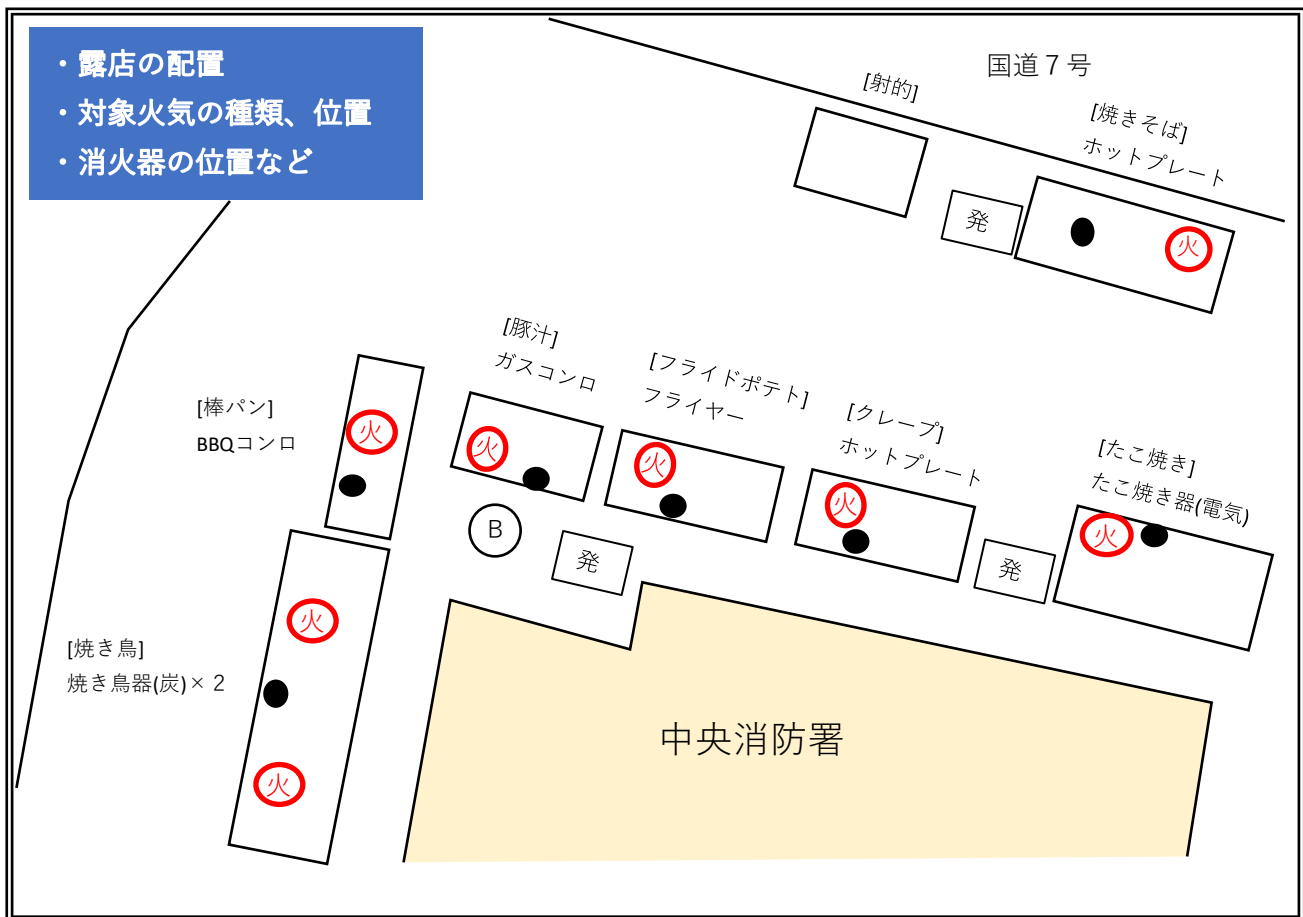 ・露店の配置
・対象火気の種類、位置
・消火器の位置など
国道７号
[射的]
[焼きそば]
ホットプレート
発
火
[豚汁]
ガスコンロ
火
[フライドポテト]
フライヤー
火
[クレープ]
ホットプレート
火
[たこ焼き]
たこ焼き器(電気)
火
[棒パン]
BBQコンロ
火
B
発
発
[焼き鳥]
焼き鳥器(炭)×２
火
火
中央消防署